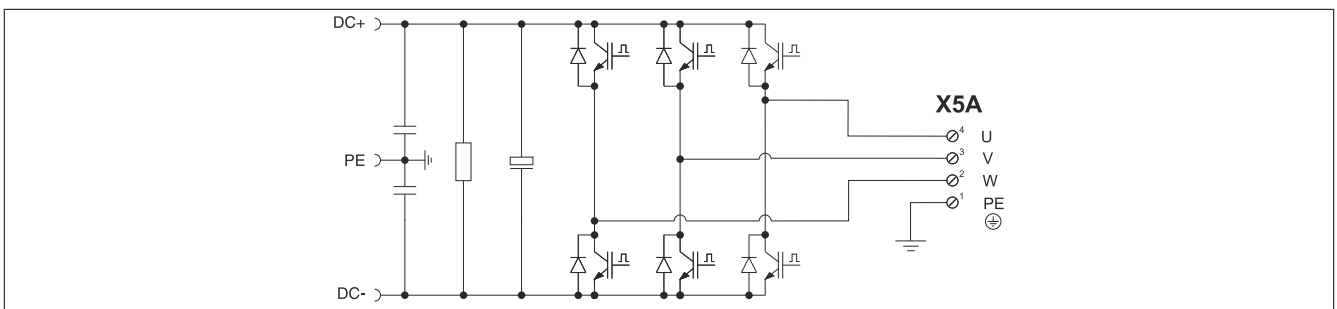 DC+
X5A
4 U
PE
3 V
2 W
1 PE
DC-